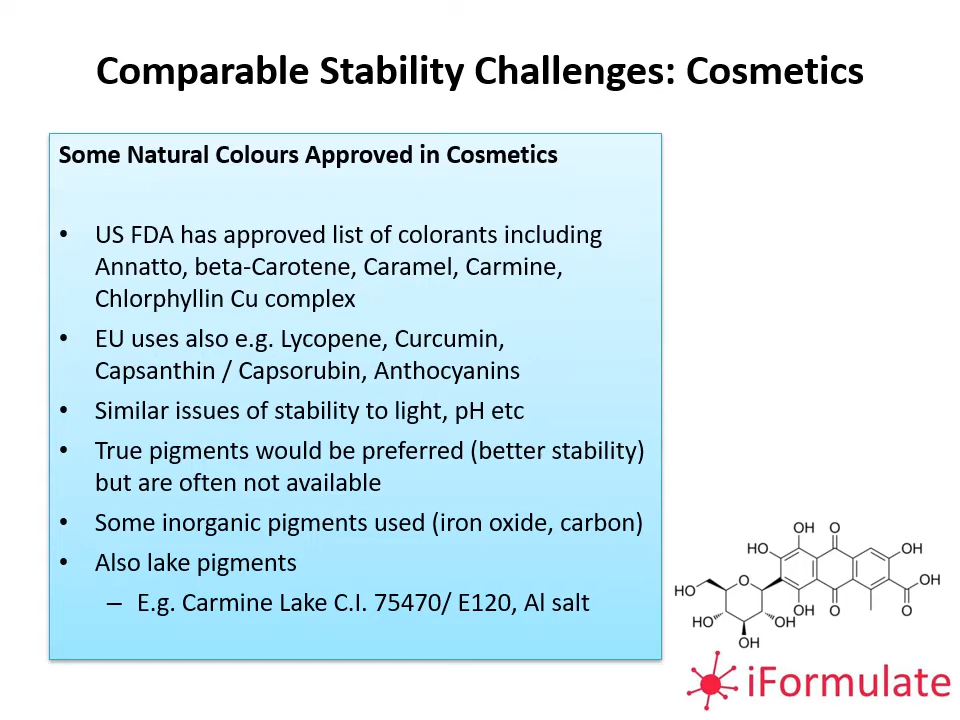 Comparable Stability Challenges: Cosmetics
Some Natural Colours Approved in Cosmetics
• US FDA has approved list of colorants including
Annatto, beta-Carotene, Caramel, Carmine,
Chlorphyllin Cu complex
• EU uses also e.g. Lycopene, Curcumin,
Capsanthin / Capsorubin, Anthocyanins
• Similar issues of stability to light, pH etc
• True pigments would be preferred (better stability)
but are often not available
• Some inorganic pigments used (iron oxide, carbon)
• Also lake pigments
– E.g. Carmine Lake C.I. 75470/ E120, Al salt
OH O
HO OH
HO O OH
OH O O
HO OH
OH
iFormulate